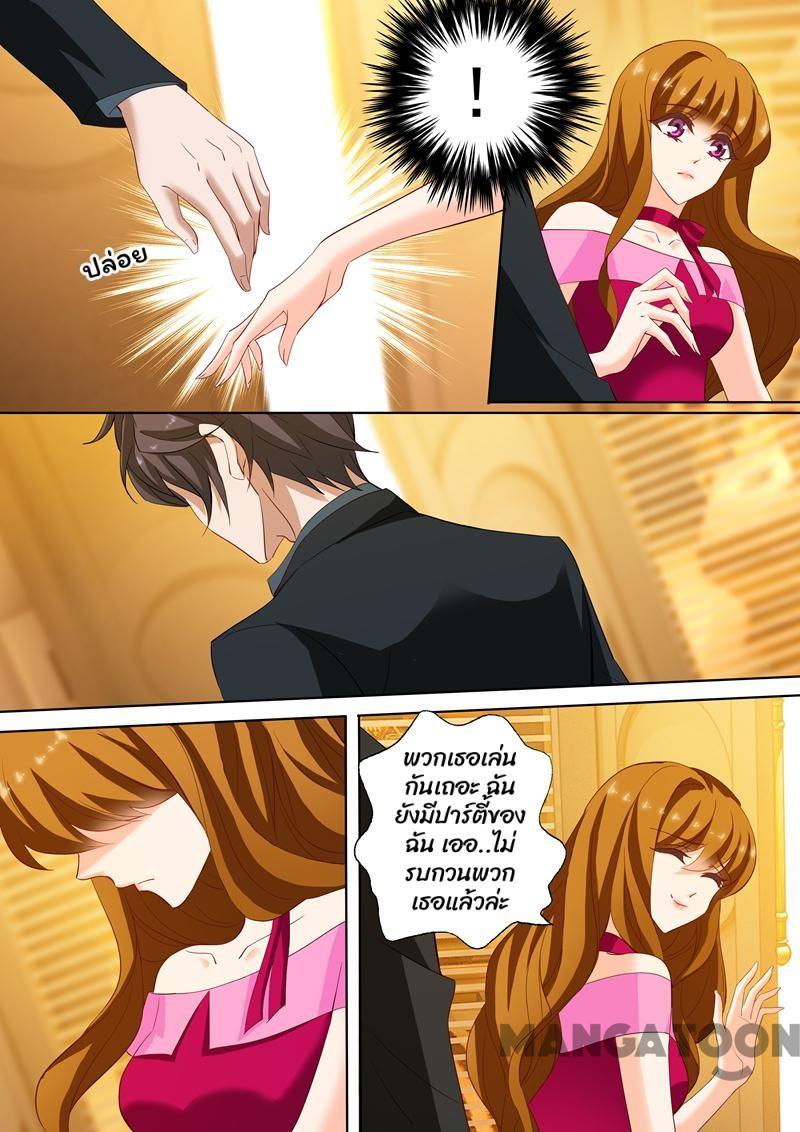 !
ปล่อย
พวกเธอเล่น
กันเถอะ ฉัน
ยังมีปาร์ตี้ของ
ฉัน เออ..ไม่
รบกวนพวก
เธอแล้วล่ะ
MANGATOON